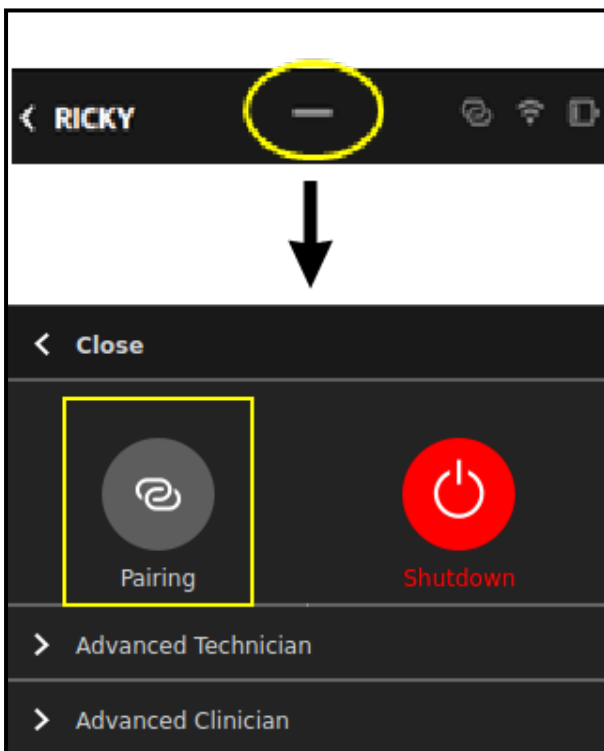 RICKY
Close
Pairing
Shutdown
Advanced Technician
Advanced Clinician